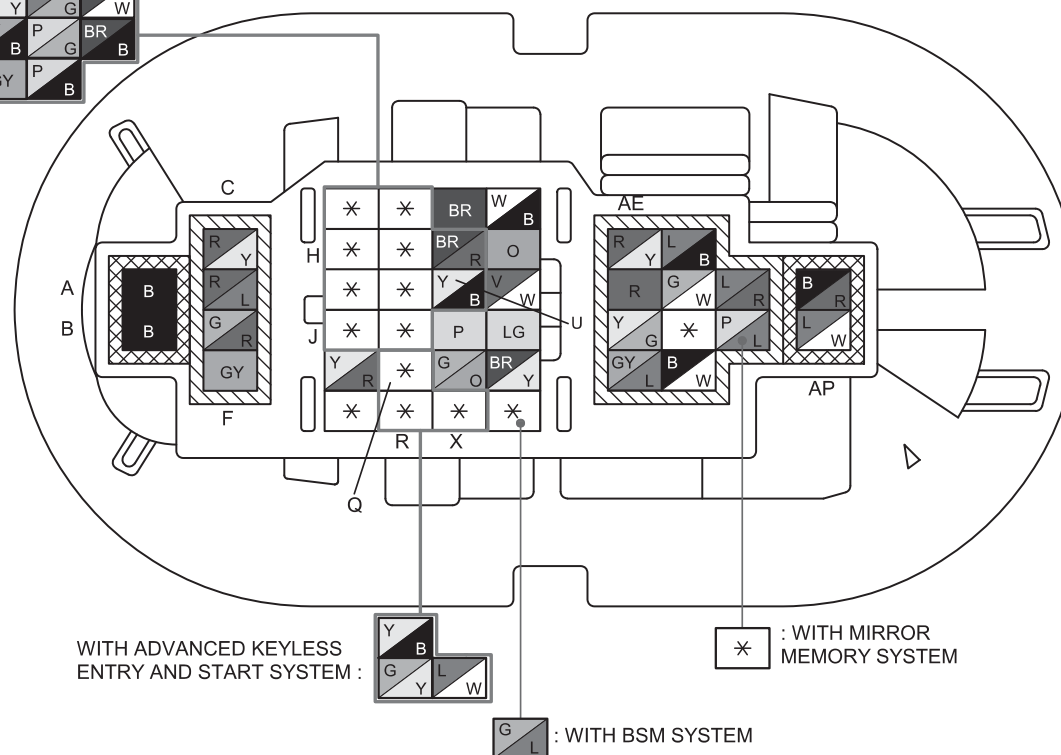 Y G W
B P G BR B
GY P B
C
AE
* * BR W B
R Y
R Y L B
H
* * BR R O
A
B
R L
* * Y B V W
R G W L R
B R
B
B
G R
J
* * P LG
U
Y G * P L
L W
GY
Y R * G O BR Y
GY L B W
AP
F
* * * *
R X
Q
WITH ADVANCED KEYLESS
ENTRY AND START SYSTEM :
Y B
G Y L W
* : WITH MIRROR
MEMORY SYSTEM
G L : WITH BSM SYSTEM